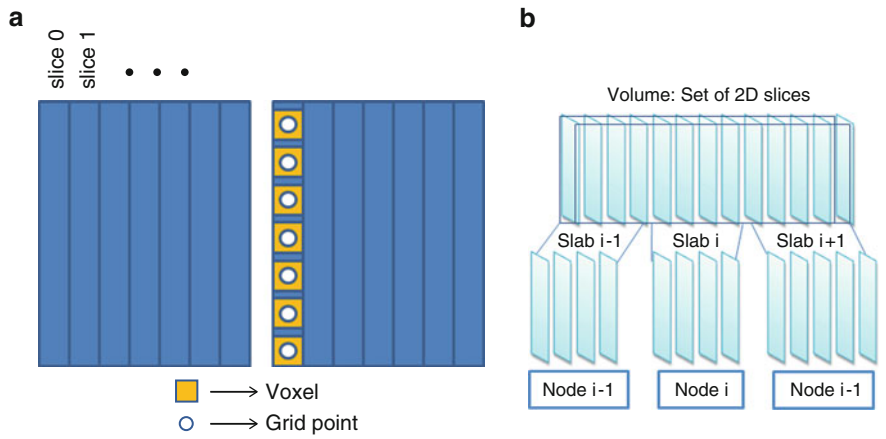 a
slice 0
slice 1
• • •
Voxel
Grid point
b
Volume: Set of 2D slices
Slab i-1
Slab i
Slab i+1
Node i-1
Node i
Node i-1